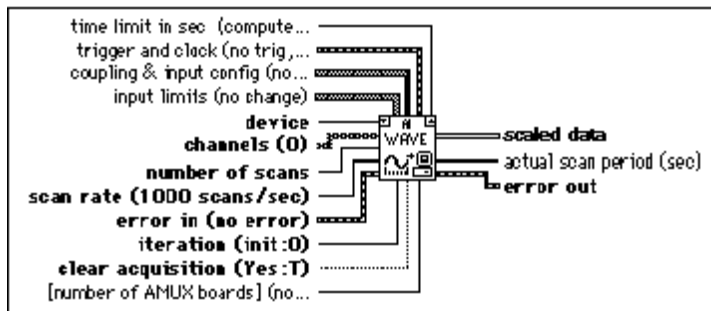 time limit in sec (compute...
trigger and clock (no trig,...
coupling & input config (no...
input limits (no change)
device
channels (0)
number of scans
scan rate (1000 scans/sec)
error in (no error)
iteration (init:0)
clear acquisition (Yes:T)
[number of AMUX boards] (no...
AI
WAVE
scaled data
actual scan period (sec)
error out